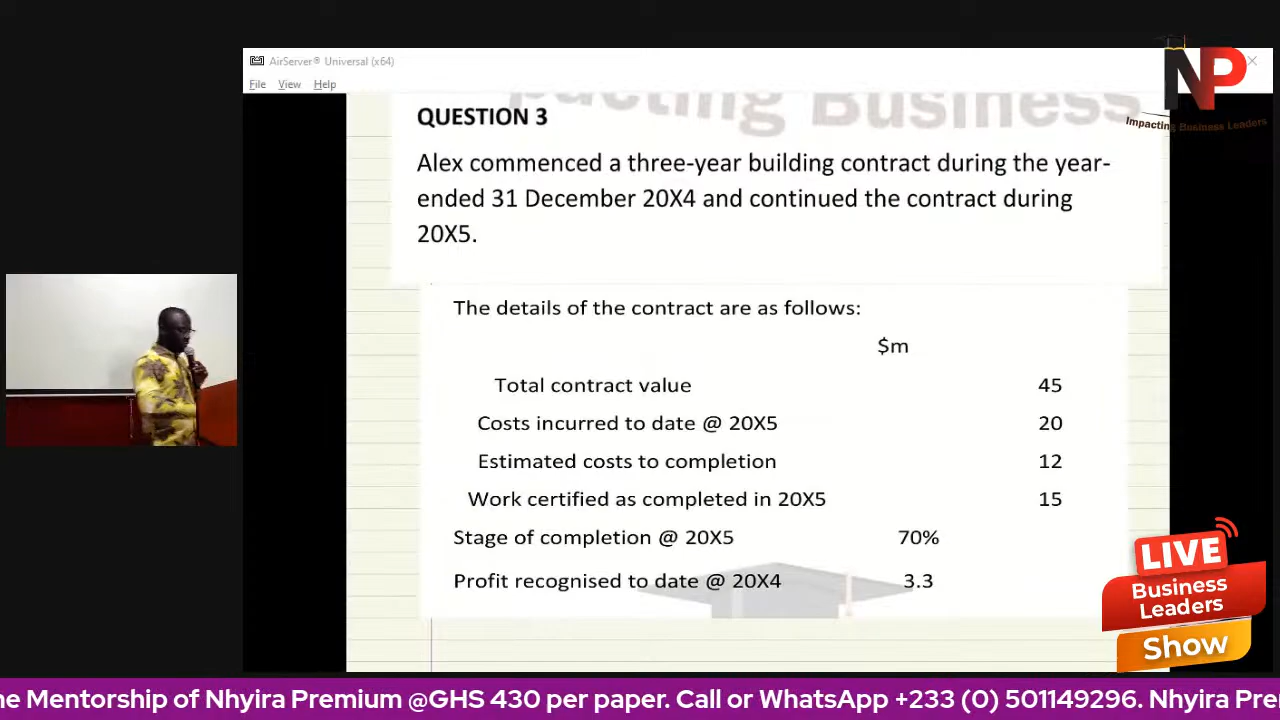 AirServer® Universal (x64)
File View Help
NP
Impacting Business Leaders
pacting Business
QUESTION 3
Alex commenced a three-year building contract during the year-
ended 31 December 20X4 and continued the contract during
20X5.
The details of the contract are as follows:
$m
Total contract value 45
Costs incurred to date @ 20X5 20
Estimated costs to completion 12
Work certified as completed in 20X5 15
Stage of completion @ 20X5 70%
Profit recognised to date @ 20X4 3.3
LIVE
Business
Leaders
Show
he Mentorship of Nhyira Premium @GHS 430 per paper. Call or WhatsApp +233 (0) 501149296. Nhyira Pre